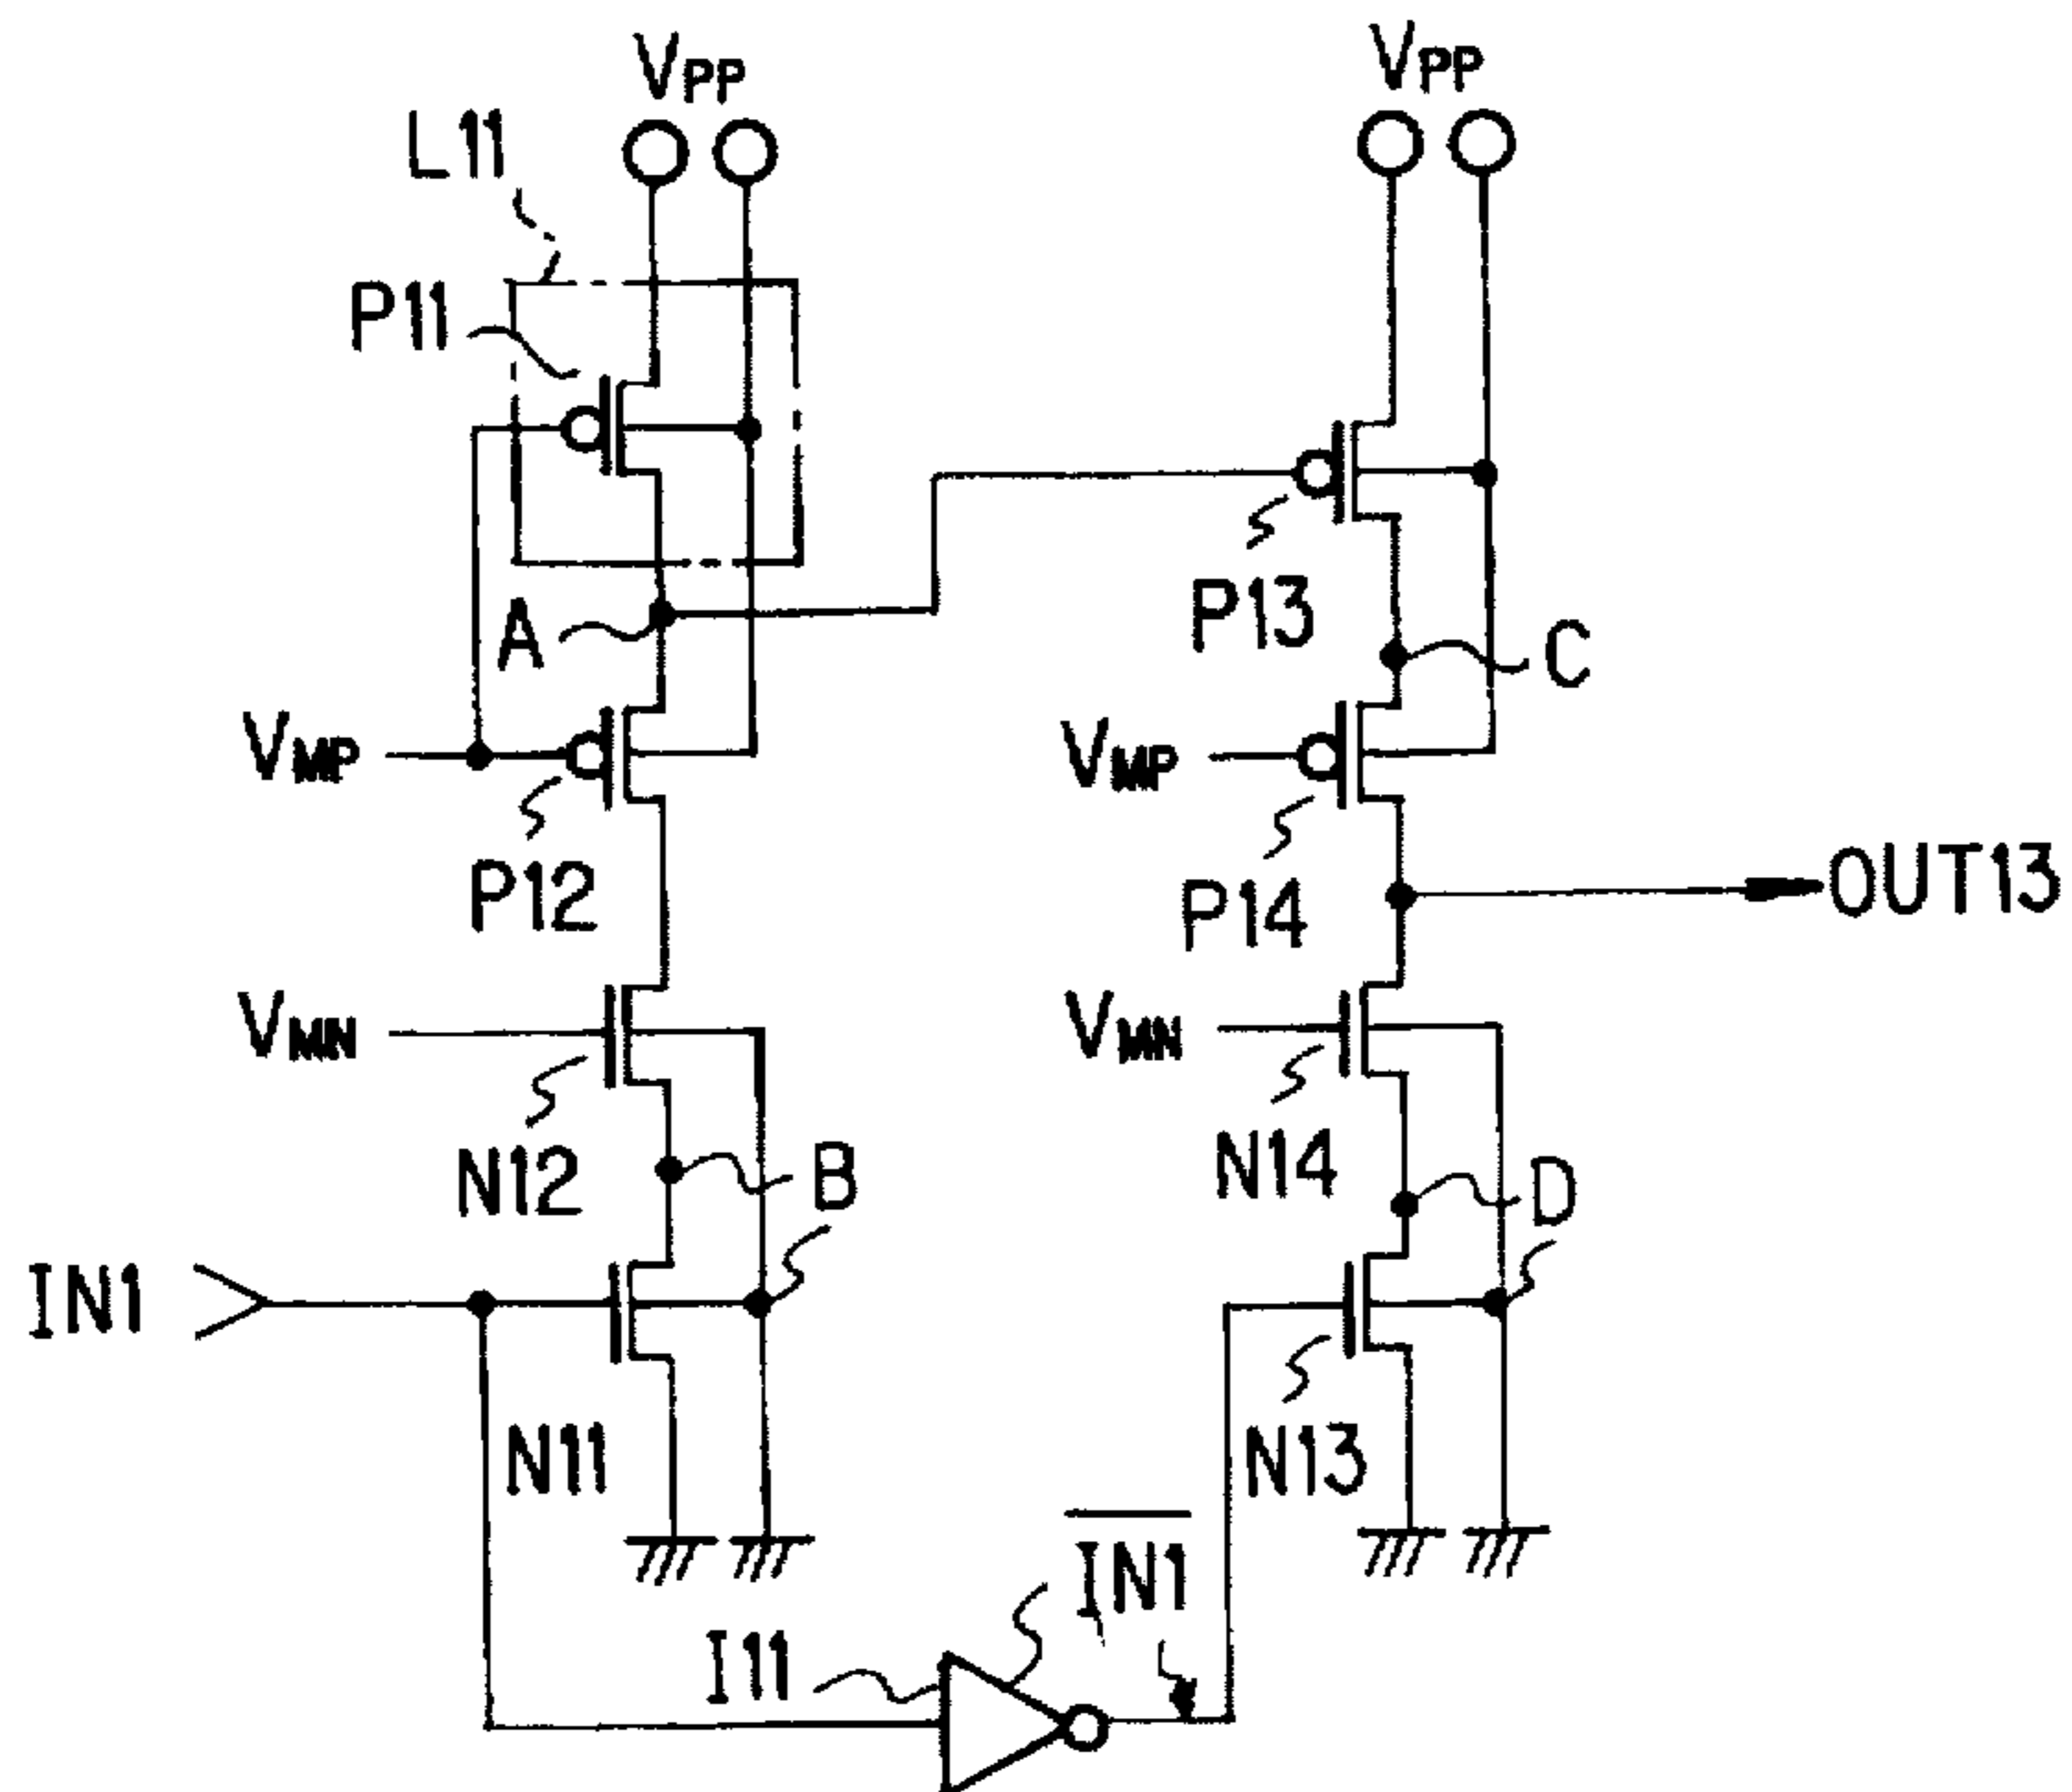 VPP VPP
L11
P11
P13
A C
VMP VMP
P12 P14 OUT13
VMN VMN
N12 B N14 D
IN1
N11 N13
IN1
I11